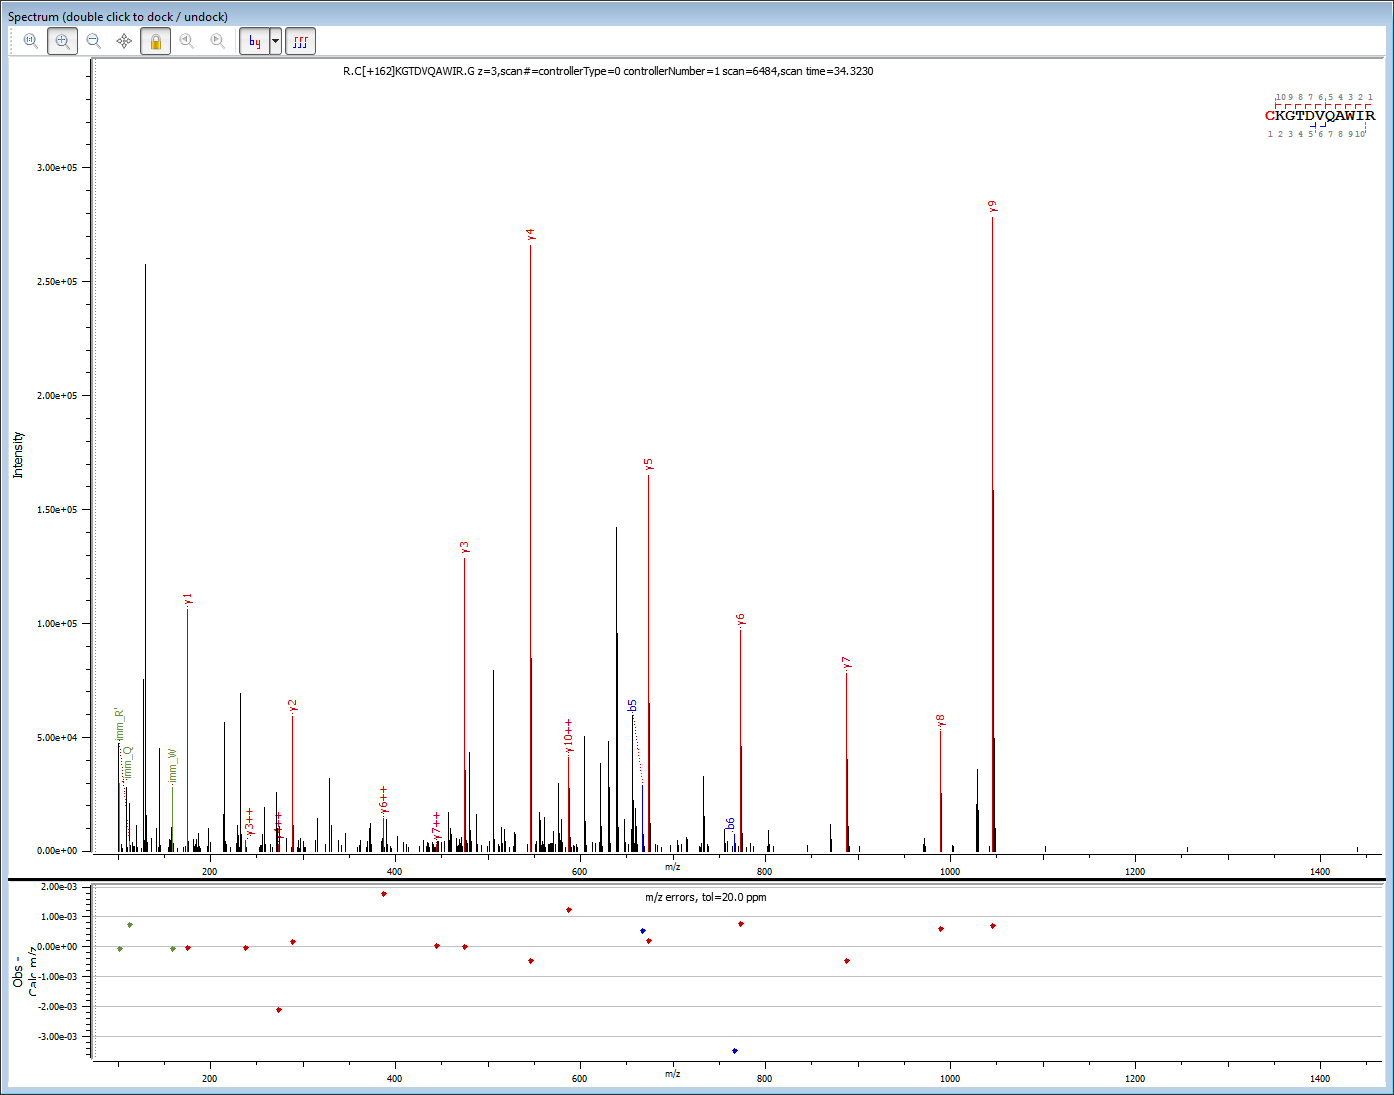 Spectrum (double click to dock / undock)
by
R.C[+162]KGTDVQAWIR.G z=3,scan#=controllerType=0 controllerNumber=1 scan=6484,scan time=34.3230
10 9 8 7 6 5 4 3 2 1
CKGTDVQAWIR
1 2 3 4 5 6 7 8 9 10
Intensity
3.00e+05
2.50e+05
2.00e+05
1.50e+05
1.00e+05
5.00e+04
0.00e+00
imm_R'
imm_Q
imm_W
y1
y3++
y2
y6++
y7++
y3
y4
y10++
b5
y5
b6
y6
y7
y8
y9
200 400 600 m/z 800 1000 1200 1400
m/z errors, tol=20.0 ppm
Obs -
Calc m/z
2.00e-03
1.00e-03
0.00e+00
-1.00e-03
-2.00e-03
-3.00e-03
200 400 600 m/z 800 1000 1200 1400